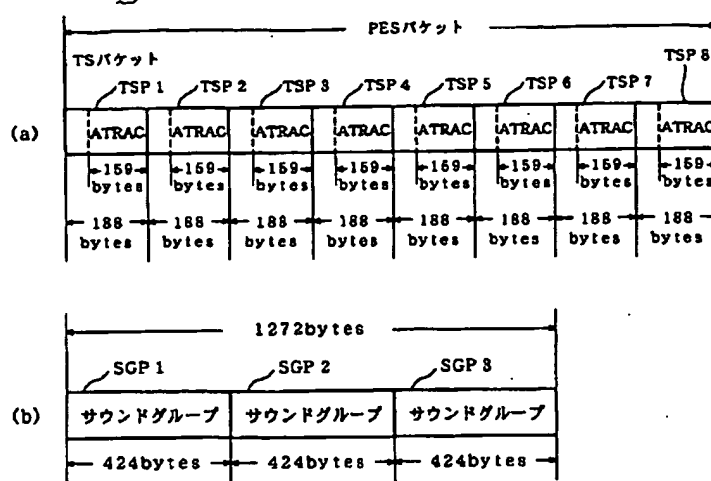 PESパケット
TSパケット
TSP 1 TSP 2 TSP 3 TSP 4 TSP 5 TSP 6 TSP 7 TSP 8
(a)
ATRAC ATRAC ATRAC ATRAC ATRAC ATRAC ATRAC ATRAC
159 159 159 159 159 159 159 159
bytes bytes bytes bytes bytes bytes bytes bytes
188 188 188 188 188 188 188 188
bytes bytes bytes bytes bytes bytes bytes bytes
1272bytes
SGP 1 SGP 2 SGP 3
(b)
サウンドグループ サウンドグループ サウンドグループ
424bytes 424bytes 424bytes